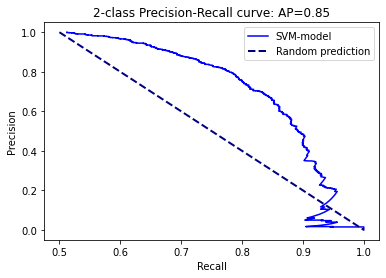 2-class Precision-Recall curve: AP=0.85
SVM-model
Random prediction
Precision
1.0
0.8
0.6
0.4
0.2
0.0
0.5 0.6 0.7 0.8 0.9 1.0
Recall